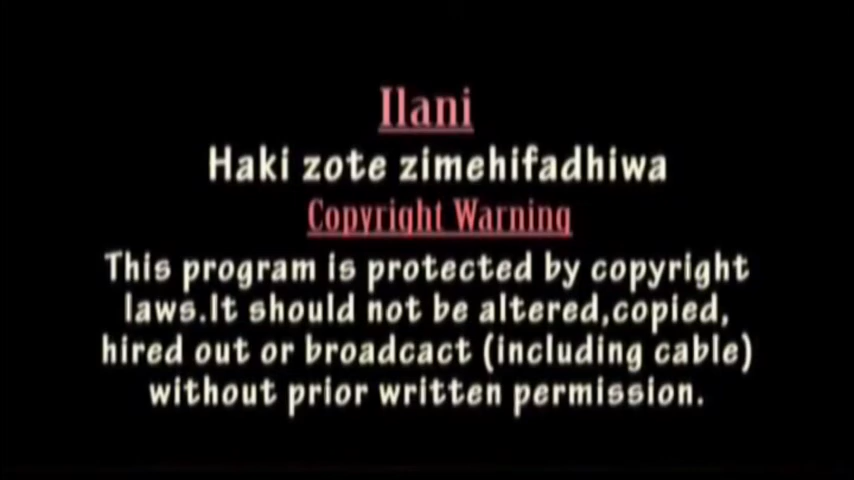 Ilani
Haki zote zimehifadhiwa
Copyright Warning
This program is protected by copyright
laws.It should not be altered,copied,
hired out or broadcact (including cable)
without prior written permission.